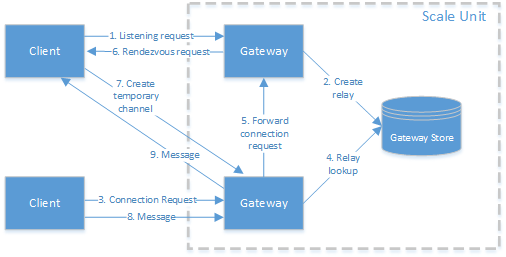 Scale Unit
Client
1. Listening request
6. Rendezvous request
Gateway
2. Create
relay
7. Create
temporary
channel
5. Forward
connection
request
Gateway Store
9. Message
4. Relay
lookup
Client
3. Connection Request
8. Message
Gateway